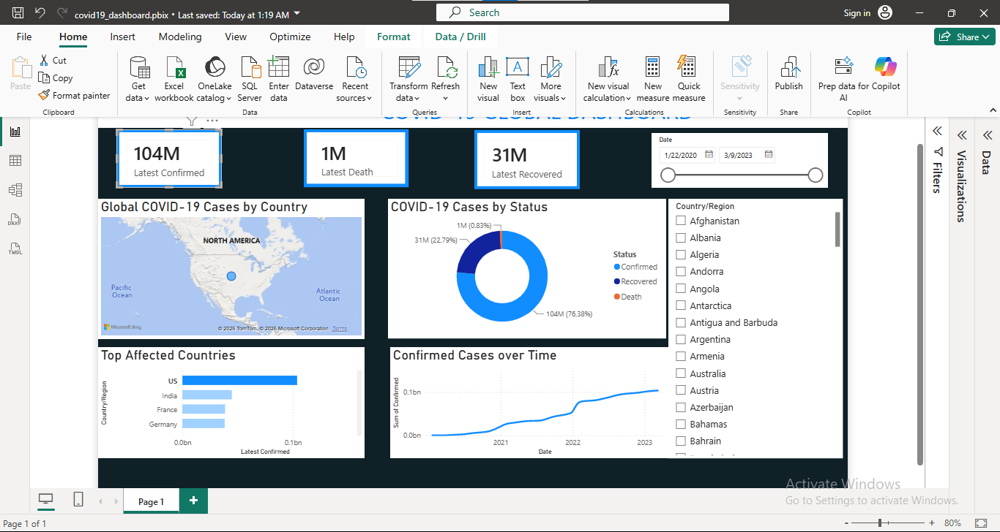 covid19_dashboard.pbix • Last saved: Today at 1:19 AM
Search
Sign in
File
Home
Insert
Modeling
View
Optimize
Help
Format
Data / Drill
Share
Paste
Cut
Copy
Format painter
Clipboard
Get data
Excel workbook
OneLake catalog
SQL Server
Enter data
Dataverse
Recent sources
Data
Transform data
Refresh
Queries
New visual
Text box
More visuals
Insert
New visual calculation
New measure
Quick measure
Calculations
Sensitivity
Sensitivity
Publish
Share
Prep data for AI
Copilot
Copilot
COVID-19 GLOBAL DASHBOARD
104M
Latest Confirmed
1M
Latest Death
31M
Latest Recovered
Date
1/22/2020
3/9/2023
Filters
Visualizations
Data
DAX
TMDL
Global COVID-19 Cases by Country
NORTH AMERICA
Pacific
Ocean
Atlantic
Ocean
Microsoft Bing
© 2026 TomTom, © 2026 Microsoft Corporation Terms
COVID-19 Cases by Status
1M (0.83%)
31M (22.79%)
104M (76.38%)
Status
Confirmed
Recovered
Death
Country/Region
Afghanistan
Albania
Algeria
Andorra
Angola
Antarctica
Antigua and Barbuda
Argentina
Armenia
Australia
Austria
Azerbaijan
Bahamas
Bahrain
Top Affected Countries
Country/Region
US
India
France
Germany
0.0bn
0.1bn
Latest Confirmed
Confirmed Cases over Time
Sum of Confirmed
0.1bn
0.0bn
2021
2022
2023
Date
Activate Windows
Go to Settings to activate Windows.
Page 1
+
Page 1 of 1
- + 80%